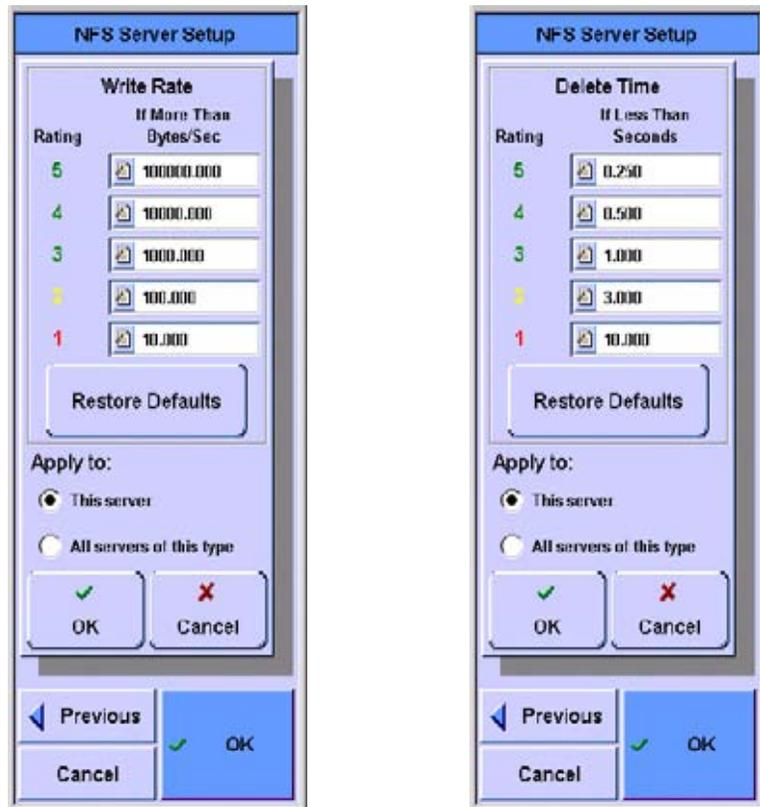 NFS Server Setup
Write Rate
If More Than
Rating Bytes/Sec
5 100000.000
4 10000.000
3 1000.000
2 100.000
1 10.000
Restore Defaults
Apply to:
This server
All servers of this type
OK Cancel
Previous
OK
Cancel
NFS Server Setup
Delete Time
If Less Than
Rating Seconds
5 0.250
4 0.500
3 1.000
2 3.000
1 10.000
Restore Defaults
Apply to:
This server
All servers of this type
OK Cancel
Previous
OK
Cancel